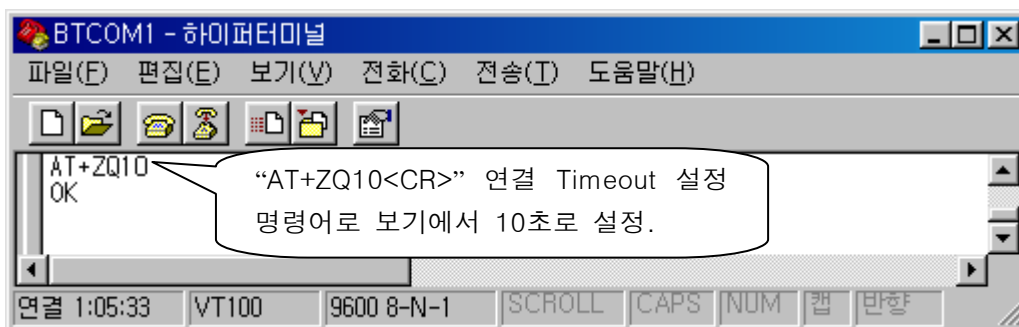 BTCOM1 - 하이퍼터미널
파일(F) 편집(E) 보기(V) 전화(C) 전송(T) 도움말(H)
AT+ZQ10
OK
“AT+ZQ10<CR>” 연결 Timeout 설정
명령어로 보기에서 10초로 설정.
연결 1:05:33 VT100 9600 8-N-1 SCROLL CAPS NUM 캡 반향